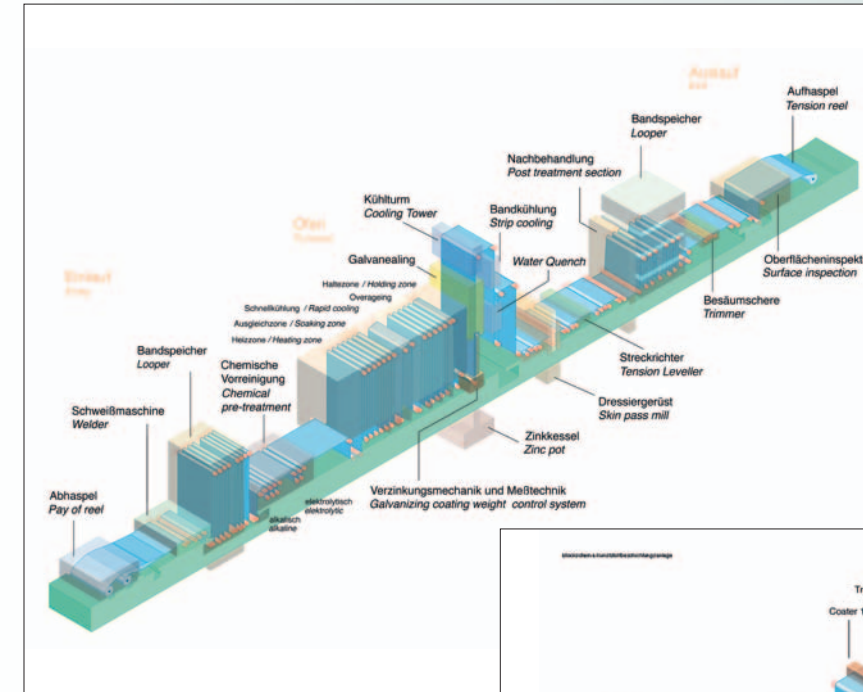 Auslauf
Exit
Aufhaspel
Tension reel
Bandspeicher
Looper
Nachbehandlung
Post treatment section
Kühlturm
Cooling Tower
Bandkühlung
Strip cooling
Ofen
Galvanealing
Water Quench
Oberflächeninspekt
Surface inspection
Haltezone / Holding zone
Overageing
Schnellkühlung / Rapid cooling
Ausgleichzone / Soaking zone
Heizzone / Heating zone
Einlauf
Besäumschere
Trimmer
Bandspeicher
Looper
Chemische
Vorreinigung
Chemical
pre-treatment
Streckrichter
Tension Leveller
Schweißmaschine
Welder
Dressiergerüst
Skin pass mill
Zinkkessel
Zinc pot
Verzinkungsmechanik und Meßtechnik
Galvanizing coating weight control system
Abhaspel
Pay of reel
elektrolytisch
elektrolytic
alkalisch
alkaline
Tr
Coater 1